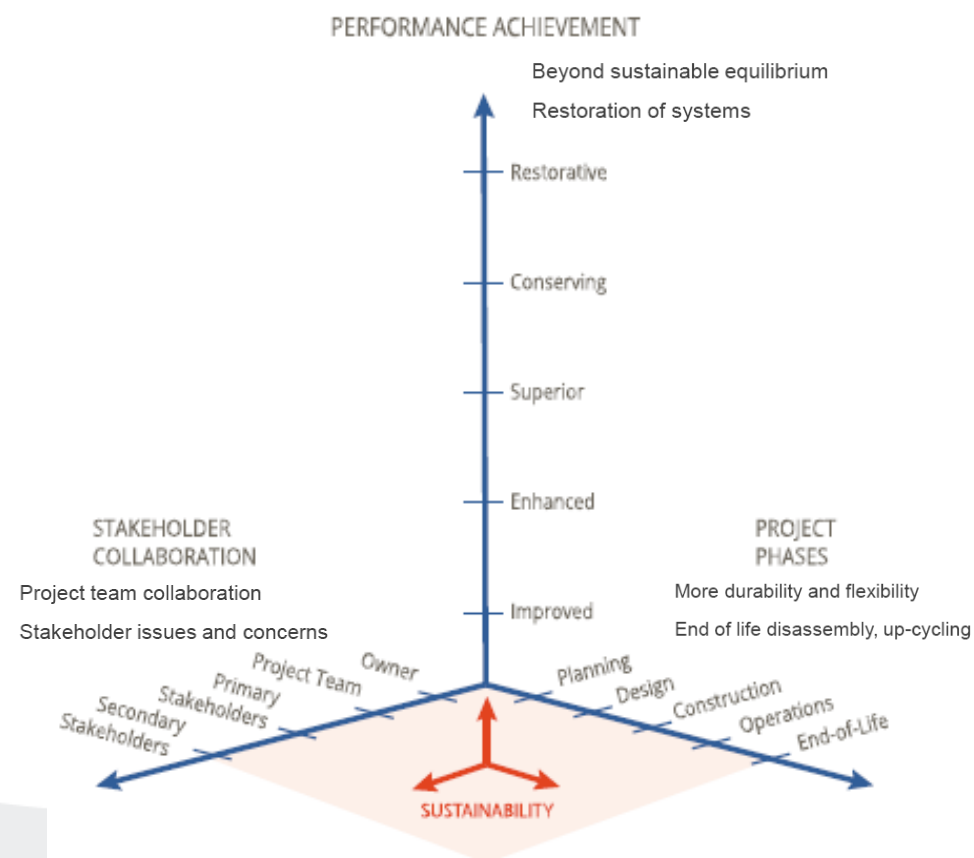 PERFORMANCE ACHIEVEMENT
Beyond sustainable equilibrium
Restoration of systems
Restorative
Conserving
Superior
Enhanced
Improved
STAKEHOLDER
COLLABORATION
Project team collaboration
Stakeholder issues and concerns
PROJECT
PHASES
More durability and flexibility
End of life disassembly, up-cycling
Owner
Project Team
Primary
Stakeholders
Secondary
Stakeholders
Planning
Design
Construction
Operations
End-of-Life
SUSTAINABILITY